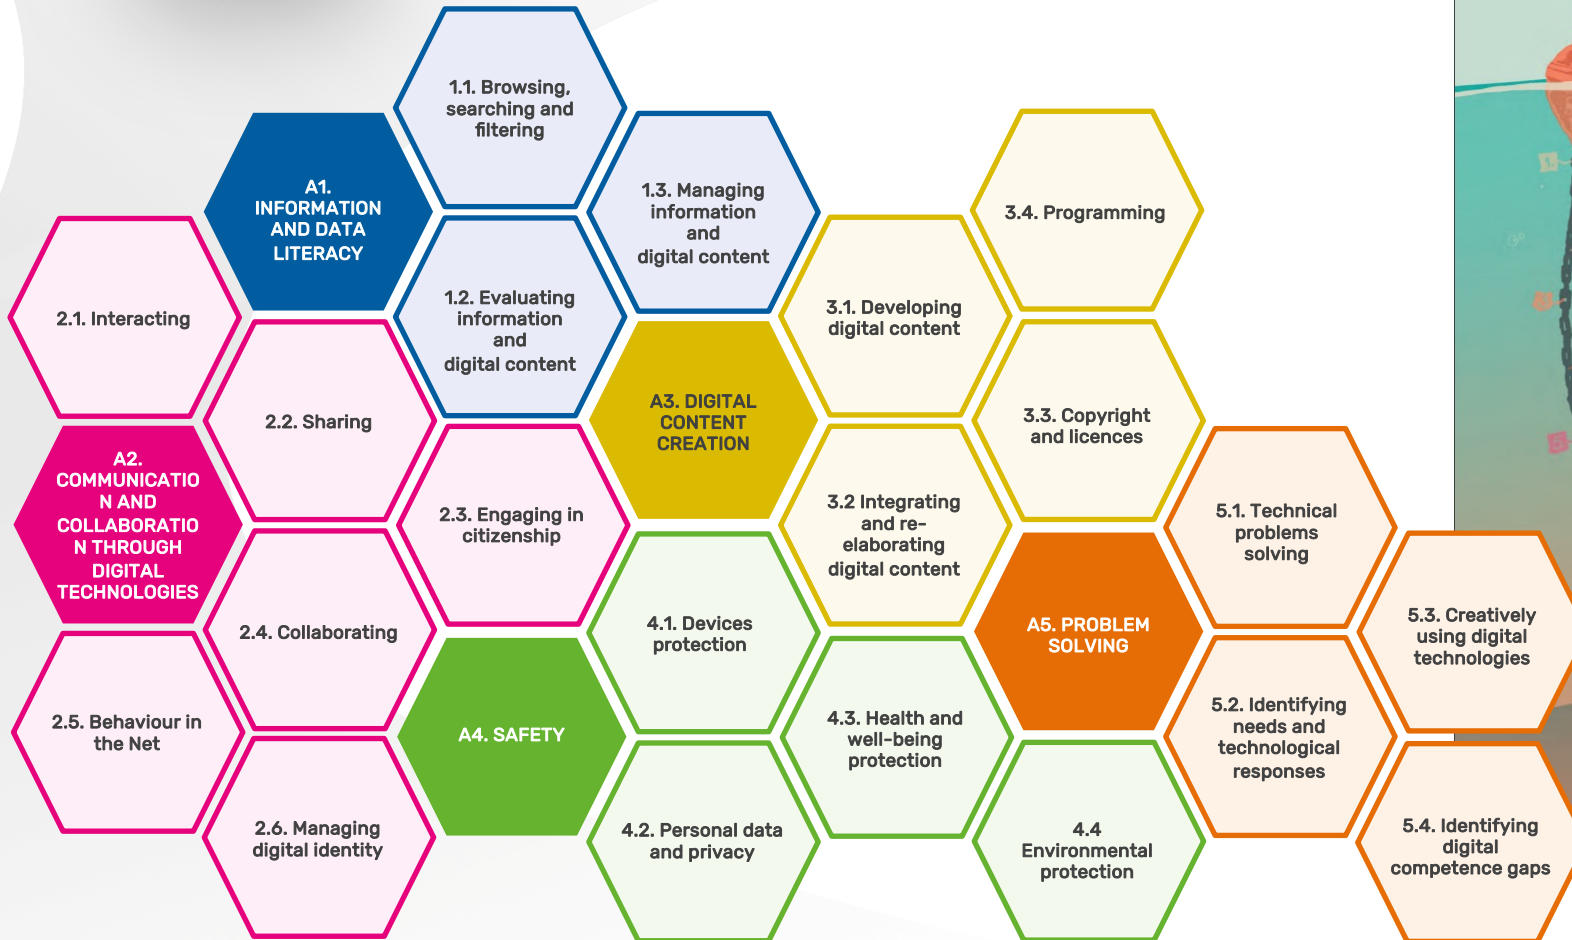 1.1. Browsing,
searching and
filtering
A1.
INFORMATION
AND DATA
LITERACY
1.2. Evaluating
information
and
digital content
1.3. Managing
information
and
digital content
2.1. Interacting
2.2. Sharing
A2.
COMMUNICATIO
N AND
COLLABORATIO
N THROUGH
DIGITAL
TECHNOLOGIES
2.3. Engaging in
citizenship
2.4. Collaborating
2.5. Behaviour in
the Net
2.6. Managing
digital identity
A3. DIGITAL
CONTENT
CREATION
3.1. Developing
digital content
3.2 Integrating
and re-
elaborating
digital content
3.3. Copyright
and licences
3.4. Programming
A4. SAFETY
4.1. Devices
protection
4.2. Personal data
and privacy
4.3. Health and
well-being
protection
4.4
Environmental
protection
A5. PROBLEM
SOLVING
5.1. Technical
problems
solving
5.2. Identifying
needs and
technological
responses
5.3. Creatively
using digital
technologies
5.4. Identifying
digital
competence gaps